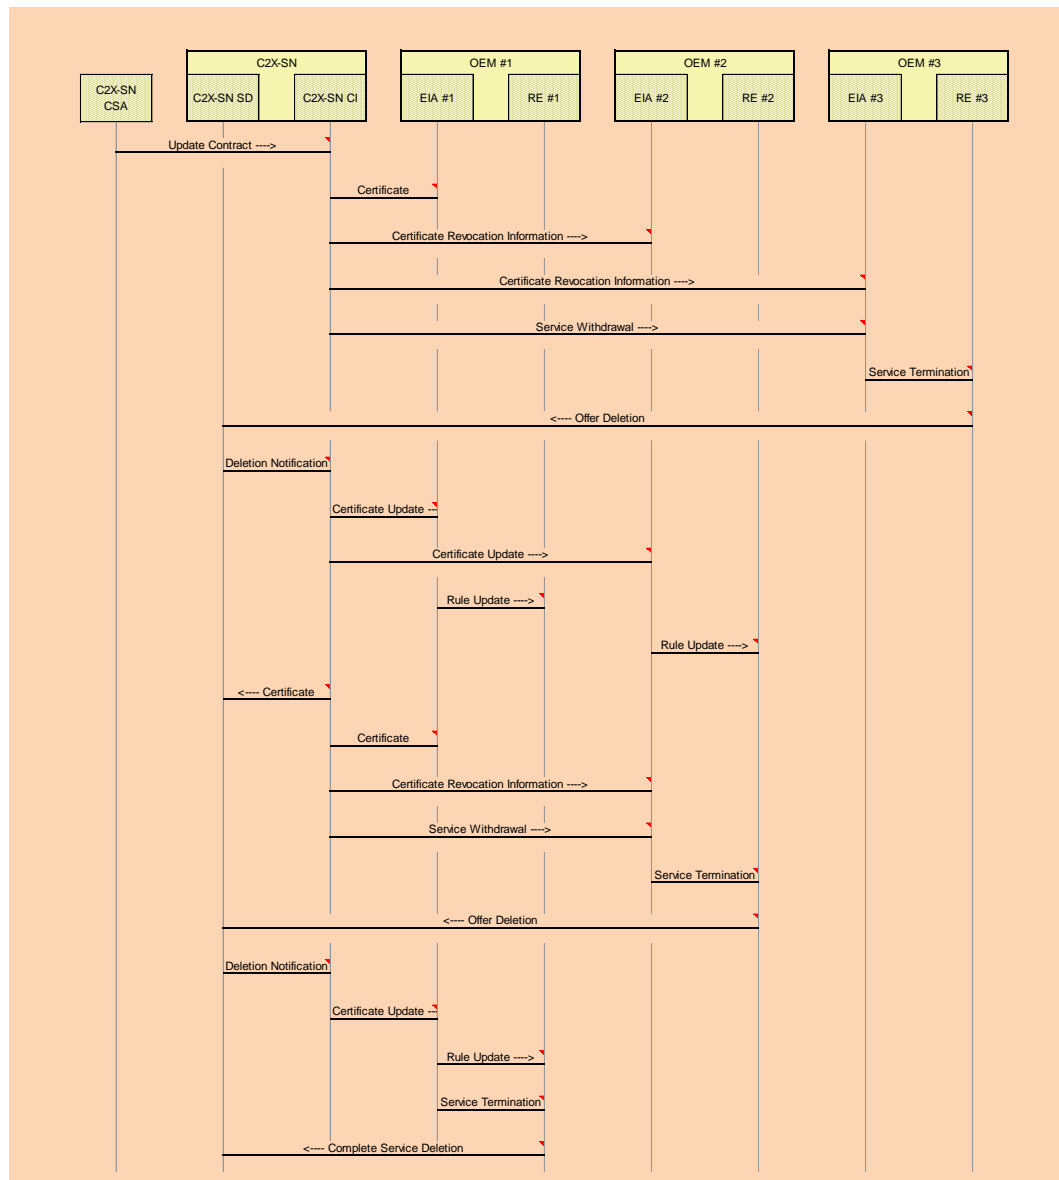 C2X-SN
OEM #1
OEM #2
OEM #3
C2X-SN
CSA
C2X-SN SD
C2X-SN CI
EIA #1
RE #1
EIA #2
RE #2
EIA #3
RE #3
Update Contract ---->
Certificate
Certificate Revocation Information ---->
Certificate Revocation Information ---->
Service Withdrawal ---->
Service Termination
<---- Offer Deletion
Deletion Notification
Certificate Update --
Certificate Update ---->
Rule Update ---->
Rule Update ---->
<---- Certificate
Certificate
Certificate Revocation Information ---->
Service Withdrawal ---->
Service Termination
<---- Offer Deletion
Deletion Notification
Certificate Update --
Rule Update ---->
Service Termination
<---- Complete Service Deletion